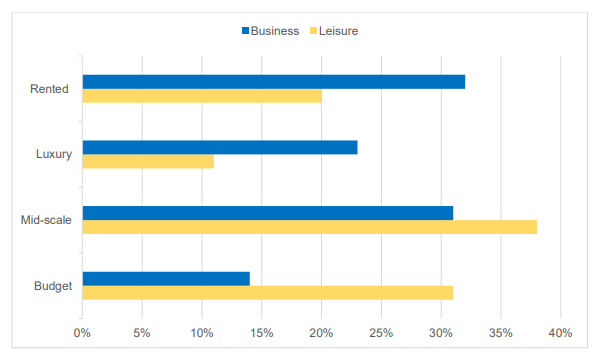 Business Leisure
Rented
Luxury
Mid-scale
Budget
0% 5% 10% 15% 20% 25% 30% 35% 40%